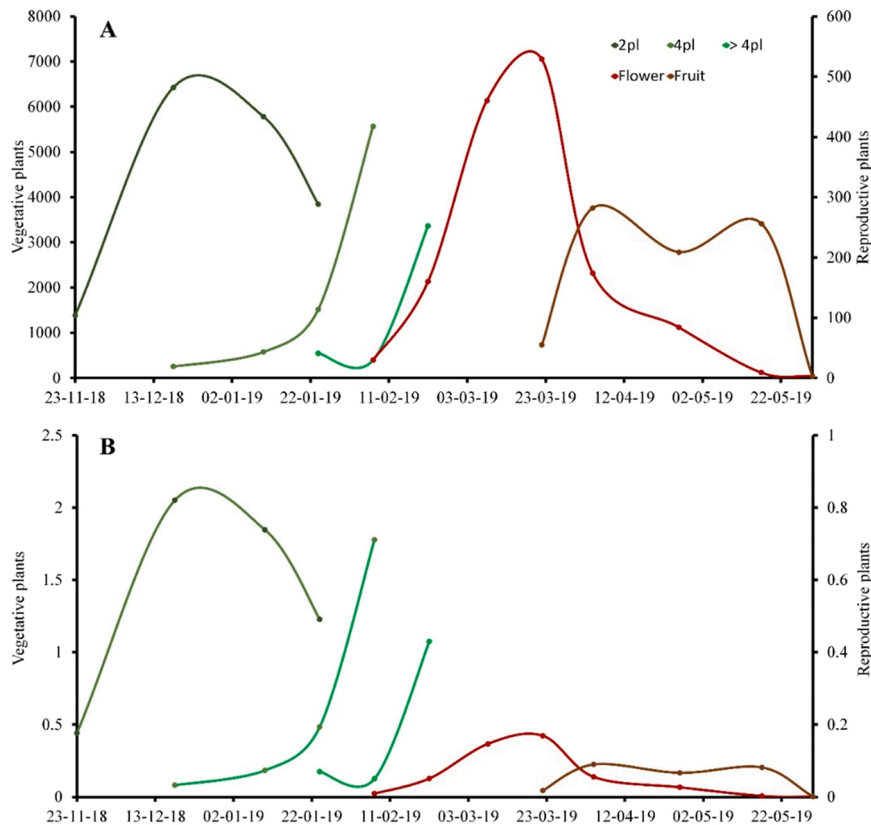 A
2pl 4pl > 4pl
Flower Fruit
Vegetative plants
8000
7000
6000
5000
4000
3000
2000
1000
0
Reproductive plants
600
500
400
300
200
100
0
23-11-18 13-12-18 02-01-19 22-01-19 11-02-19 03-03-19 23-03-19 12-04-19 02-05-19 22-05-19
B
Vegetative plants
2.5
2
1.5
1
0.5
0
Reproductive plants
1
0.8
0.6
0.4
0.2
0
23-11-18 13-12-18 02-01-19 22-01-19 11-02-19 03-03-19 23-03-19 12-04-19 02-05-19 22-05-19